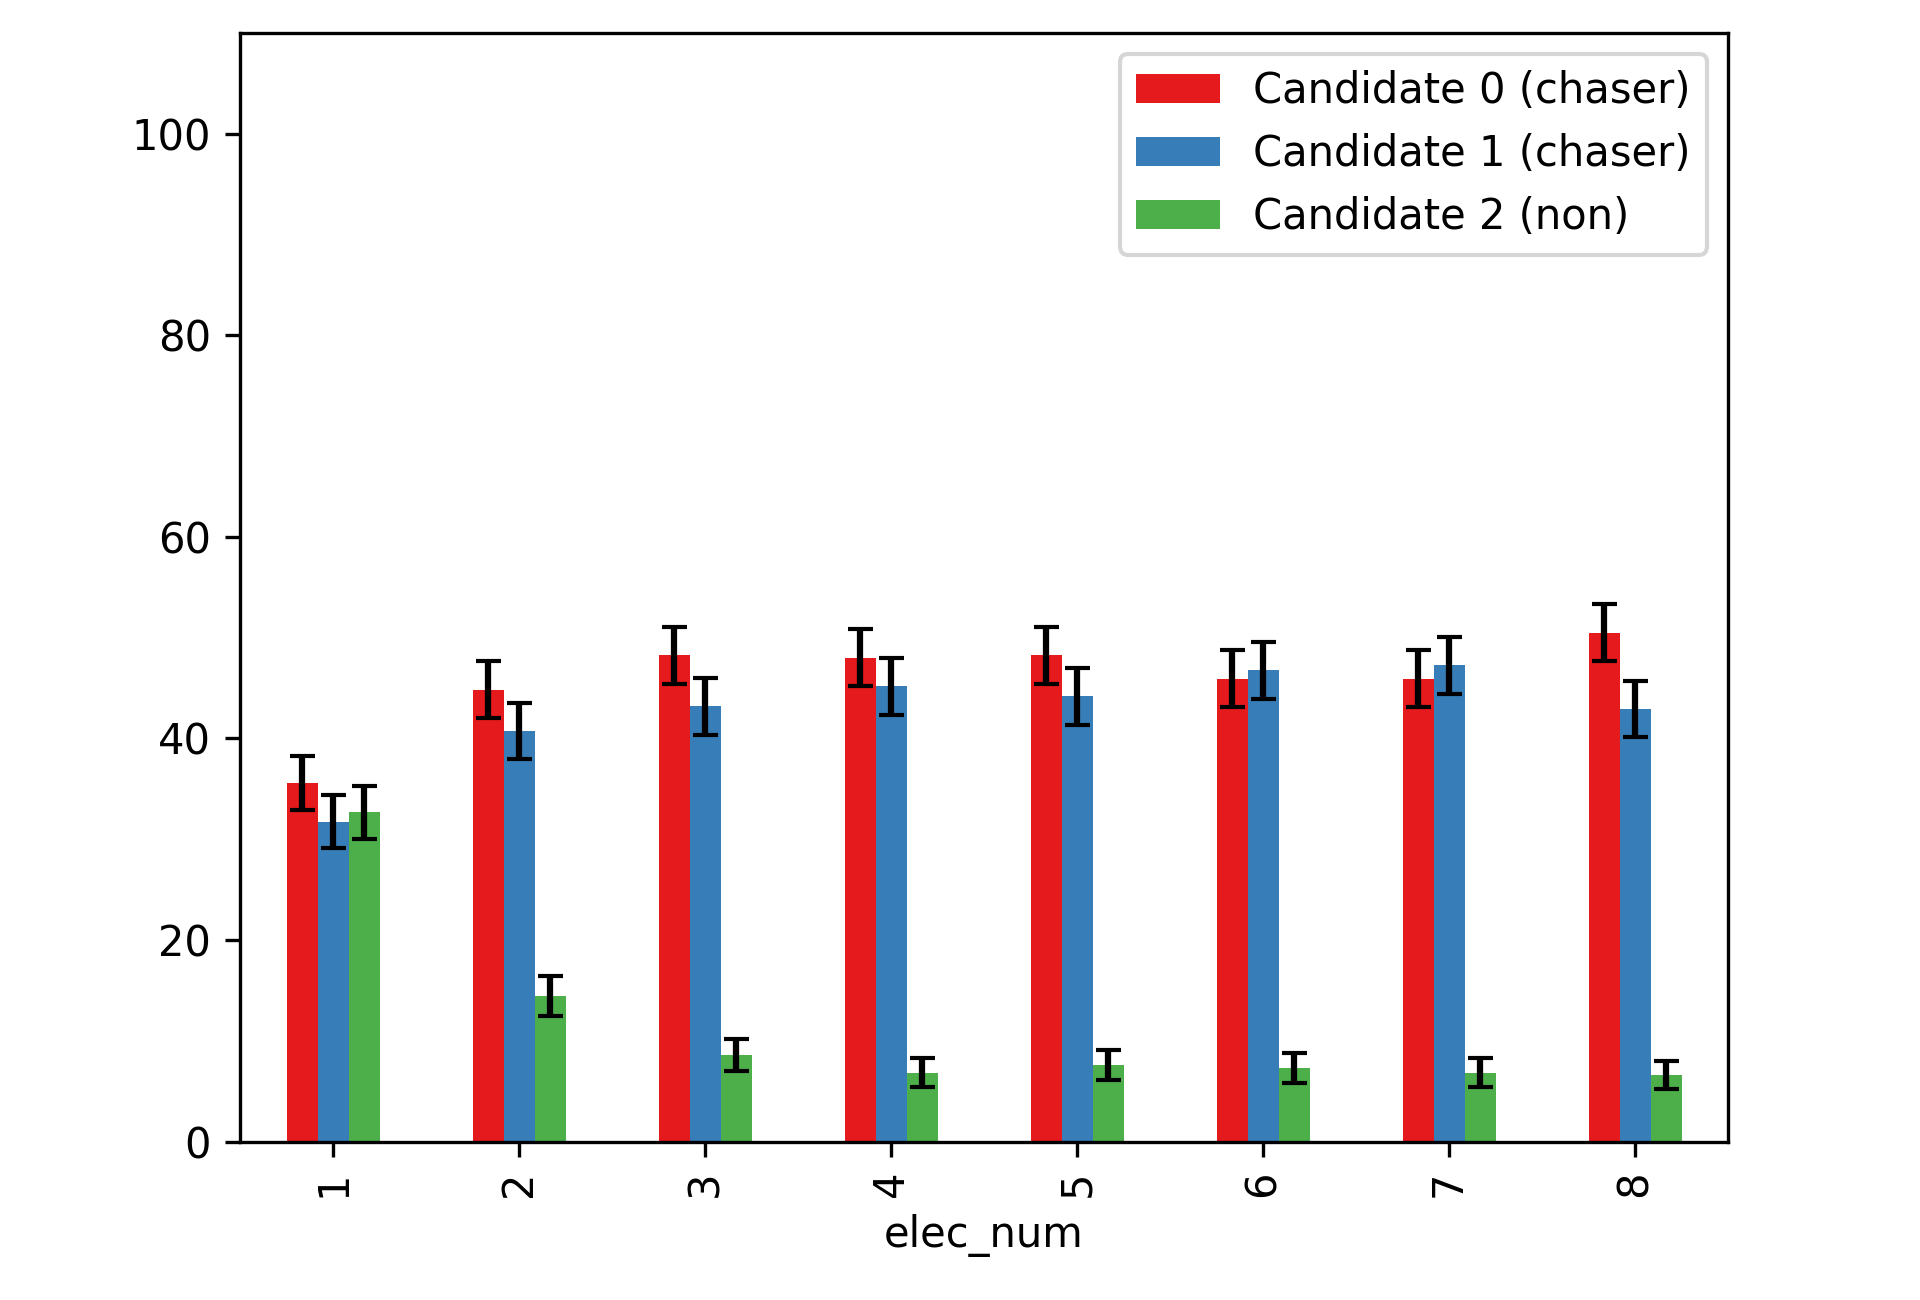 Candidate 0 (chaser)
Candidate 1 (chaser)
Candidate 2 (non)
100
80
60
40
20
0
1 2 3 4 5 6 7 8
elec_num